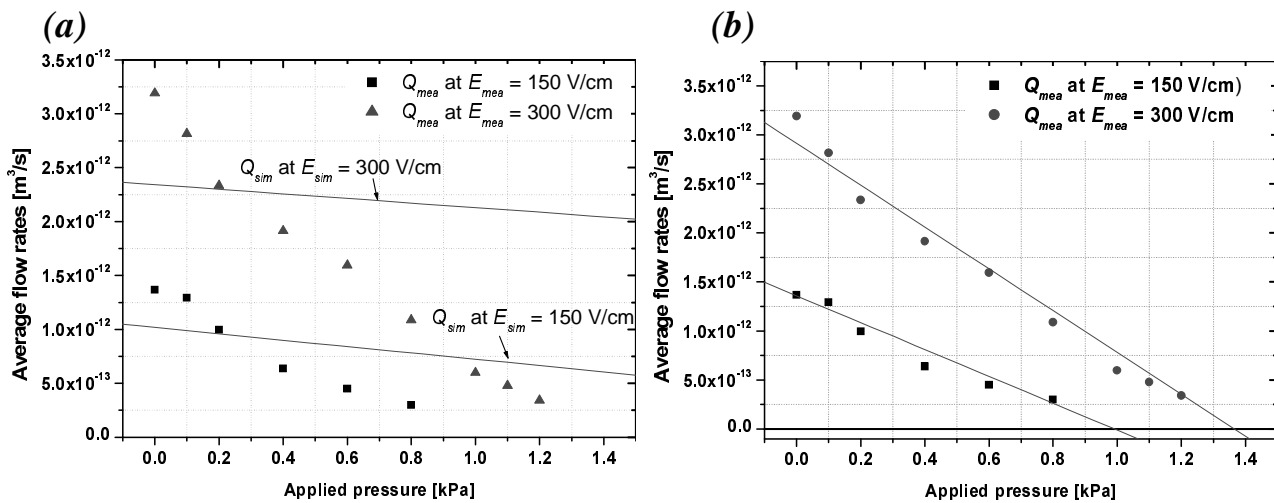 (a)
Average flow rates [m³/s]
3.5x10⁻¹²
3.0x10⁻¹²
2.5x10⁻¹²
2.0x10⁻¹²
1.5x10⁻¹²
1.0x10⁻¹²
5.0x10⁻¹³
0.0
Q_mea at E_mea = 150 V/cm
Q_mea at E_mea = 300 V/cm
Q_sim at E_sim = 300 V/cm
Q_sim at E_sim = 150 V/cm
0.0 0.2 0.4 0.6 0.8 1.0 1.2 1.4
Applied pressure [kPa]
(b)
Average flow rates [m³/s]
3.5x10⁻¹²
3.0x10⁻¹²
2.5x10⁻¹²
2.0x10⁻¹²
1.5x10⁻¹²
1.0x10⁻¹²
5.0x10⁻¹³
0.0
Q_mea at E_mea = 150 V/cm)
Q_mea at E_mea = 300 V/cm
0.0 0.2 0.4 0.6 0.8 1.0 1.2 1.4
Applied pressure [kPa]